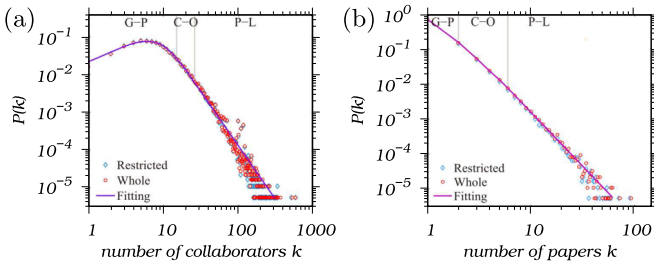 (a)
G−P C−O P−L
P(k)
10⁻¹
10⁻²
10⁻³
10⁻⁴
10⁻⁵
Restricted
Whole
Fitting
1 10 100 1000
number of collaborators k
(b)
G−P C−O P−L
P(k)
10⁰
10⁻¹
10⁻²
10⁻³
10⁻⁴
10⁻⁵
Restricted
Whole
Fitting
1 10 100
number of papers k